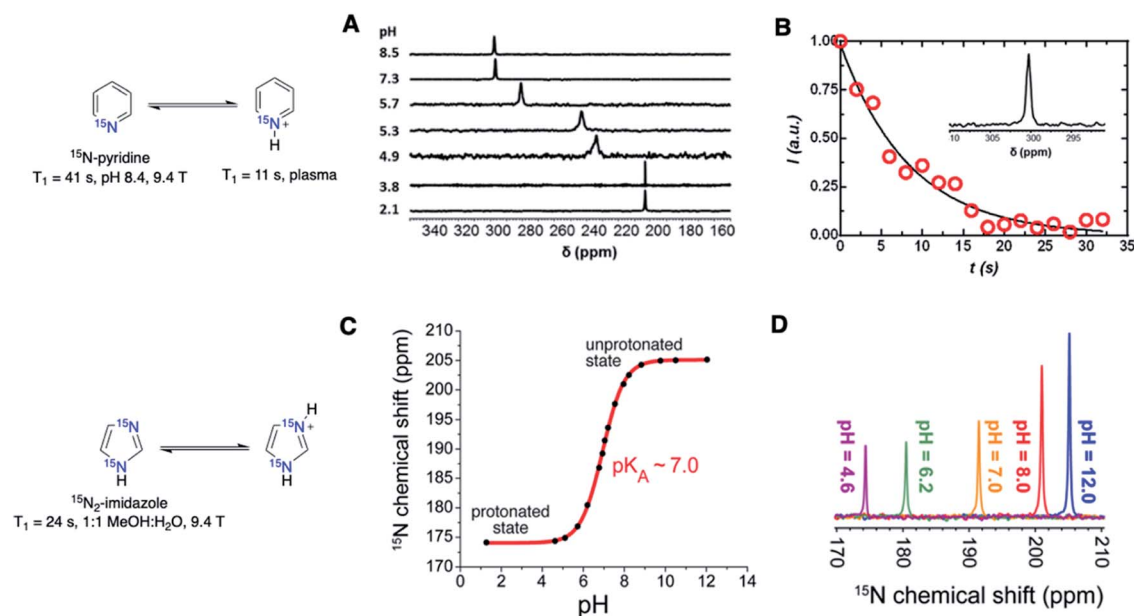 A
pH
8.5
7.3
5.7
5.3
4.9
3.8
2.1
340 320 300 280 260 240 220 200 180 160
δ (ppm)
B
I (a.u.)
1.00
0.75
0.50
0.25
0.00
0 5 10 15 20 25 30 35
t (s)
10 305 300 295
δ (ppm)
15N
15N
+
H
15N-pyridine
T1 = 41 s, pH 8.4, 9.4 T
T1 = 11 s, plasma
C
15N chemical shift (ppm)
210
205
200
195
190
185
180
175
170
0 2 4 6 8 10 12 14
pH
unprotonated
state
pKA ~ 7.0
protonated
state
D
pH = 4.6
pH = 6.2
pH = 7.0
pH = 8.0
pH = 12.0
170 180 190 200 210
15N chemical shift (ppm)
15N
15N
H
H
15N
+
15N
H
15N2-imidazole
T1 = 24 s, 1:1 MeOH:H2O, 9.4 T